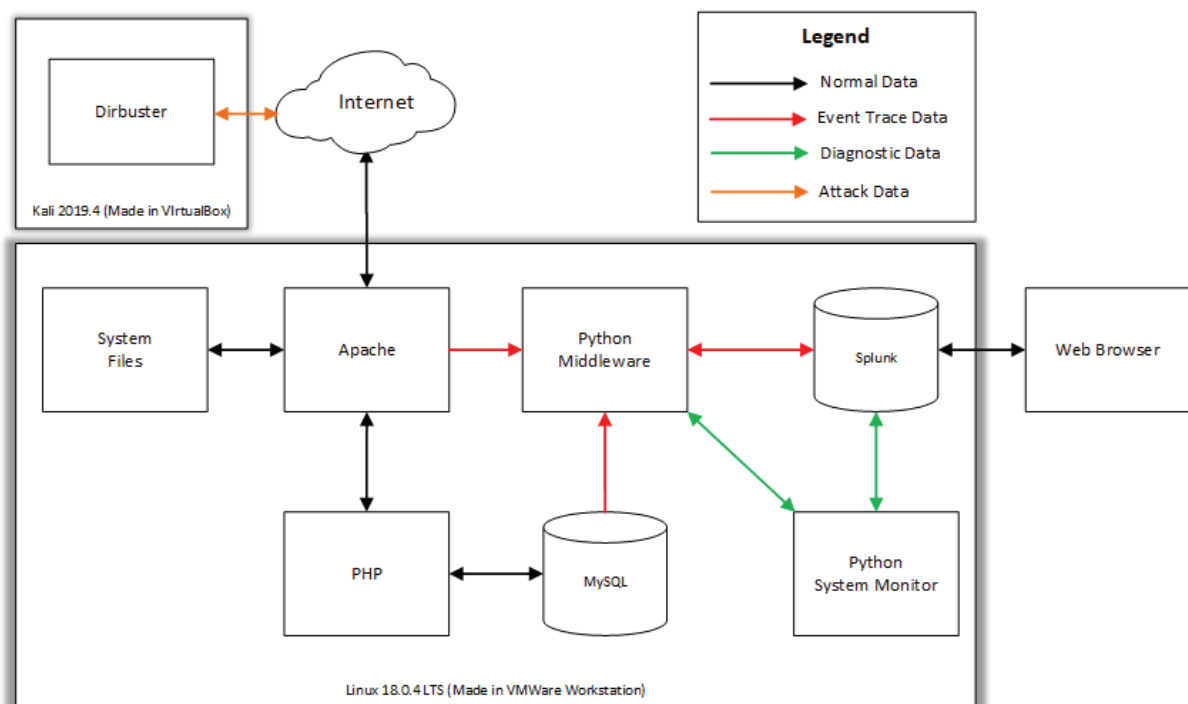 Legend
Normal Data
Event Trace Data
Diagnostic Data
Attack Data
Dirbuster
Internet
Kali 2019.4 (Made in VIrtualBox)
System
Files
Apache
Python
Middleware
Splunk
Web Browser
PHP
MySQL
Python
System Monitor
Linux 18.0.4 LTS (Made in VMWare Workstation)